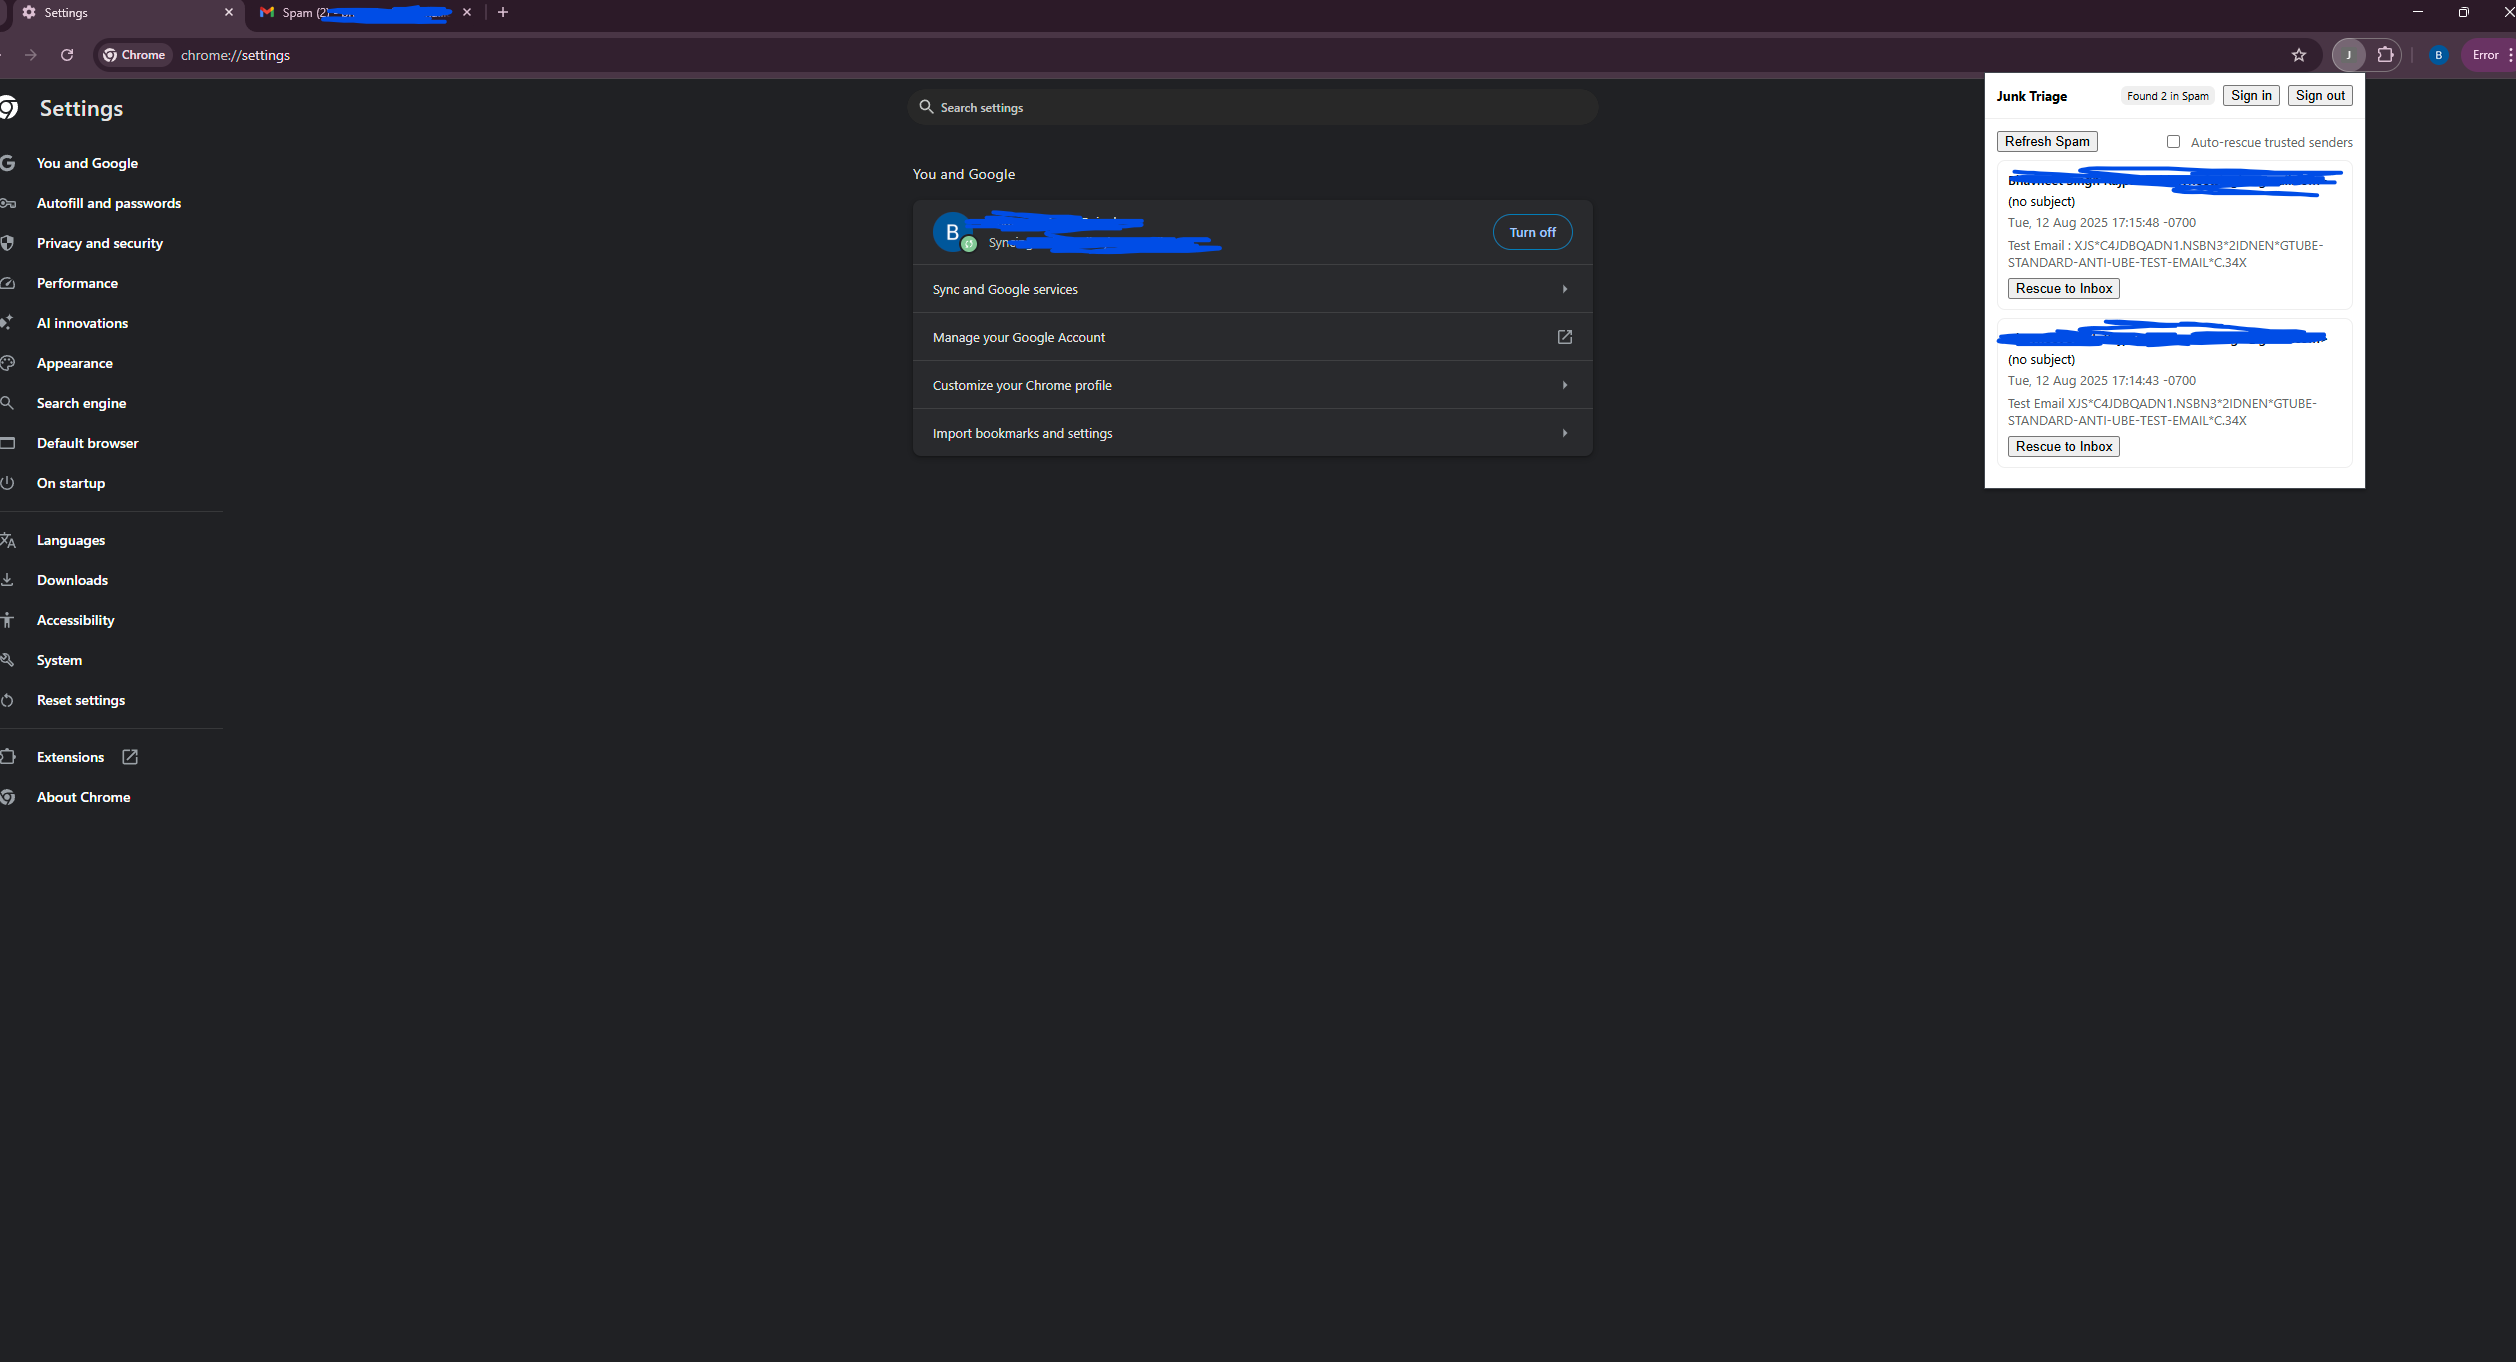 Settings
Spam (2)
Chrome
chrome://settings
J
B
Error
Settings
Search settings
You and Google
Autofill and passwords
Privacy and security
Performance
AI innovations
Appearance
Search engine
Default browser
On startup
Languages
Downloads
Accessibility
System
Reset settings
Extensions
About Chrome
You and Google
B
Turn off
Sync and Google services
Manage your Google Account
Customize your Chrome profile
Import bookmarks and settings
Junk Triage
Found 2 in Spam
Sign in
Sign out
Refresh Spam
Auto-rescue trusted senders
(no subject)
Tue, 12 Aug 2025 17:15:48 -0700
Test Email : XJS*C4JDBQADN1.NSBN3*2IDNEN*GTUBE-
STANDARD-ANTI-UBE-TEST-EMAIL*C.34X
Rescue to Inbox
(no subject)
Tue, 12 Aug 2025 17:14:43 -0700
Test Email XJS*C4JDBQADN1.NSBN3*2IDNEN*GTUBE-
STANDARD-ANTI-UBE-TEST-EMAIL*C.34X
Rescue to Inbox